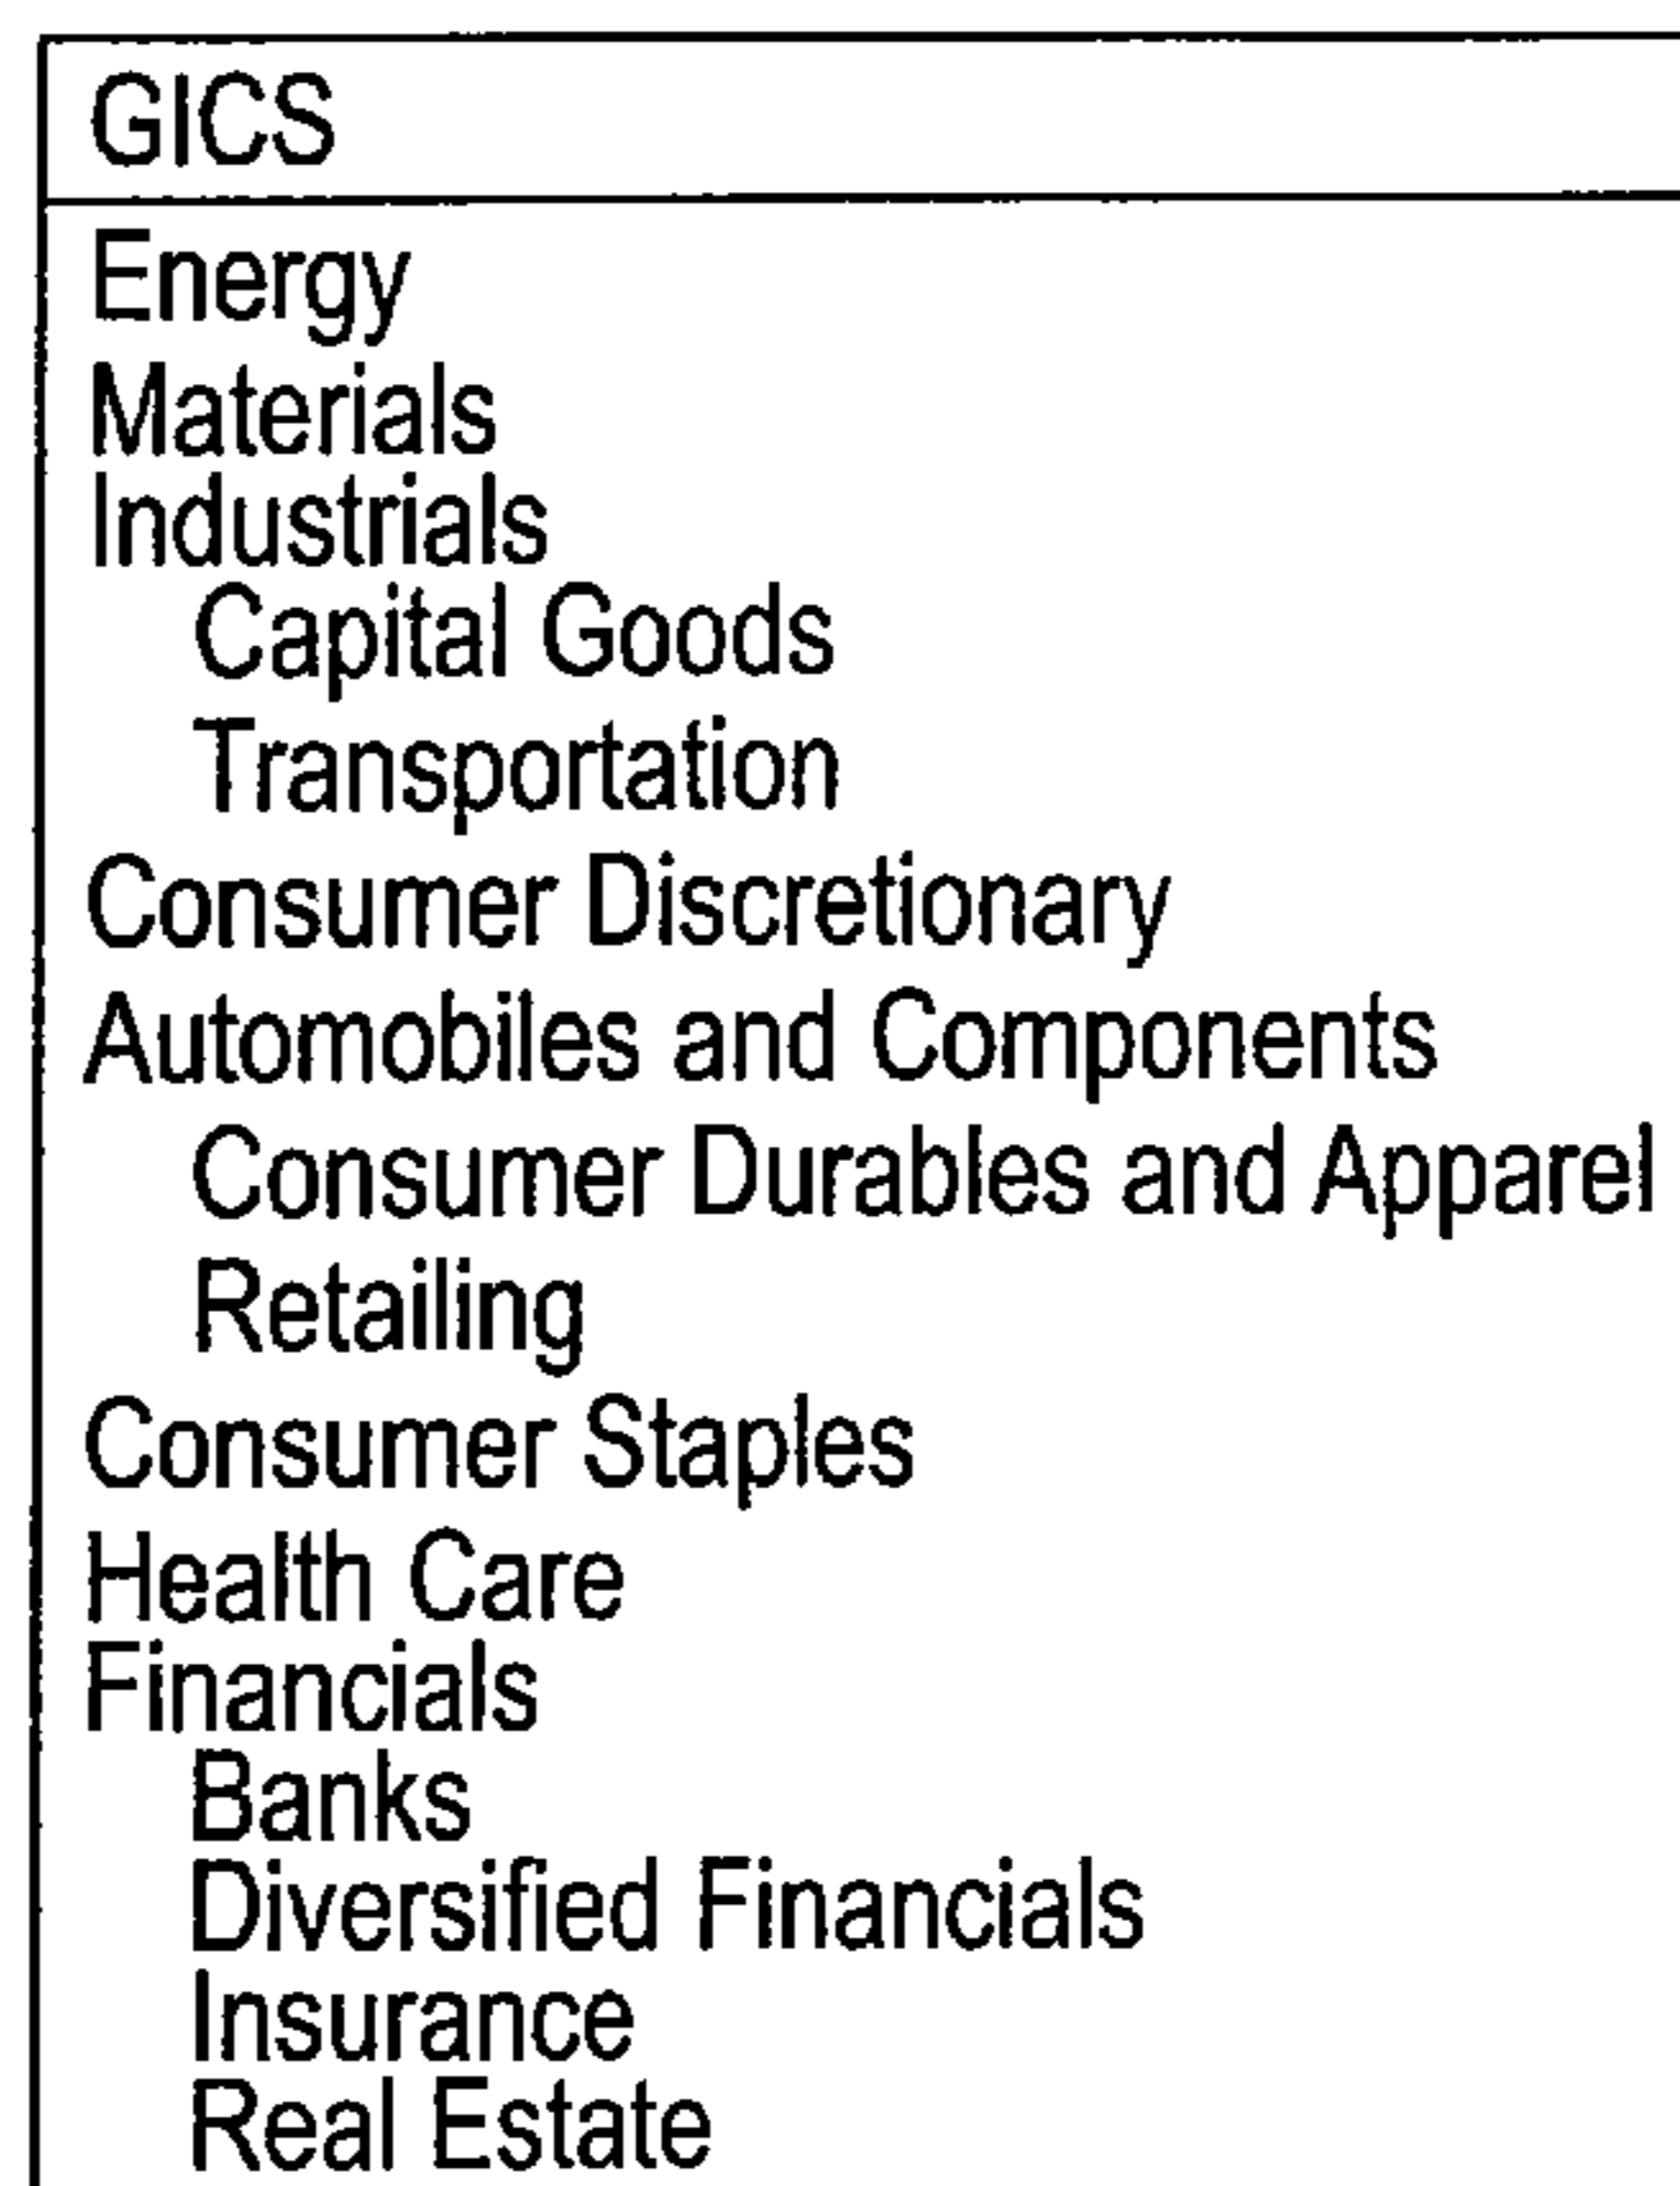 GICS
Energy
Materials
Industrials
Capital Goods
Transportation
Consumer Discretionary
Automobiles and Components
Consumer Durables and Apparel
Retailing
Consumer Staples
Health Care
Financials
Banks
Diversified Financials
Insurance
Real Estate